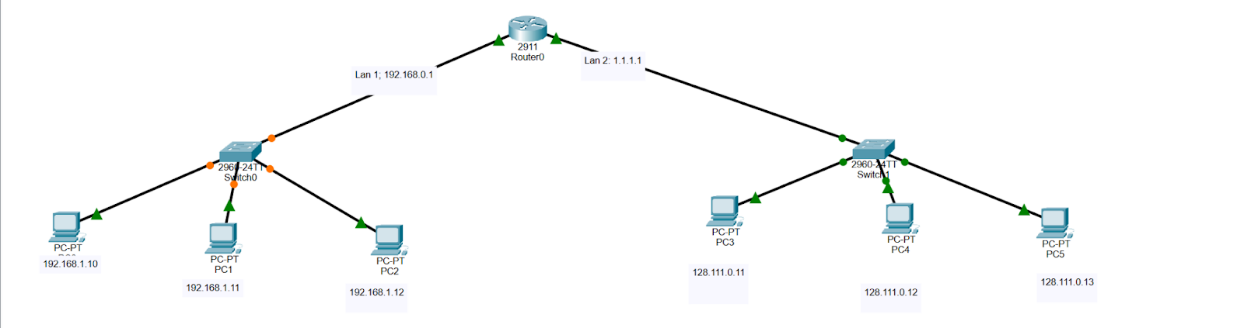 2911
Router0
Lan 1; 192.168.0.1
Lan 2: 1.1.1.1
2960-24TT
Switch0
2960-24TT
Switch1
PC-PT
192.168.1.10
PC-PT
PC1
192.168.1.11
PC-PT
PC2
192.168.1.12
PC-PT
PC3
128.111.0.11
PC-PT
PC4
128.111.0.12
PC-PT
PC5
128.111.0.13